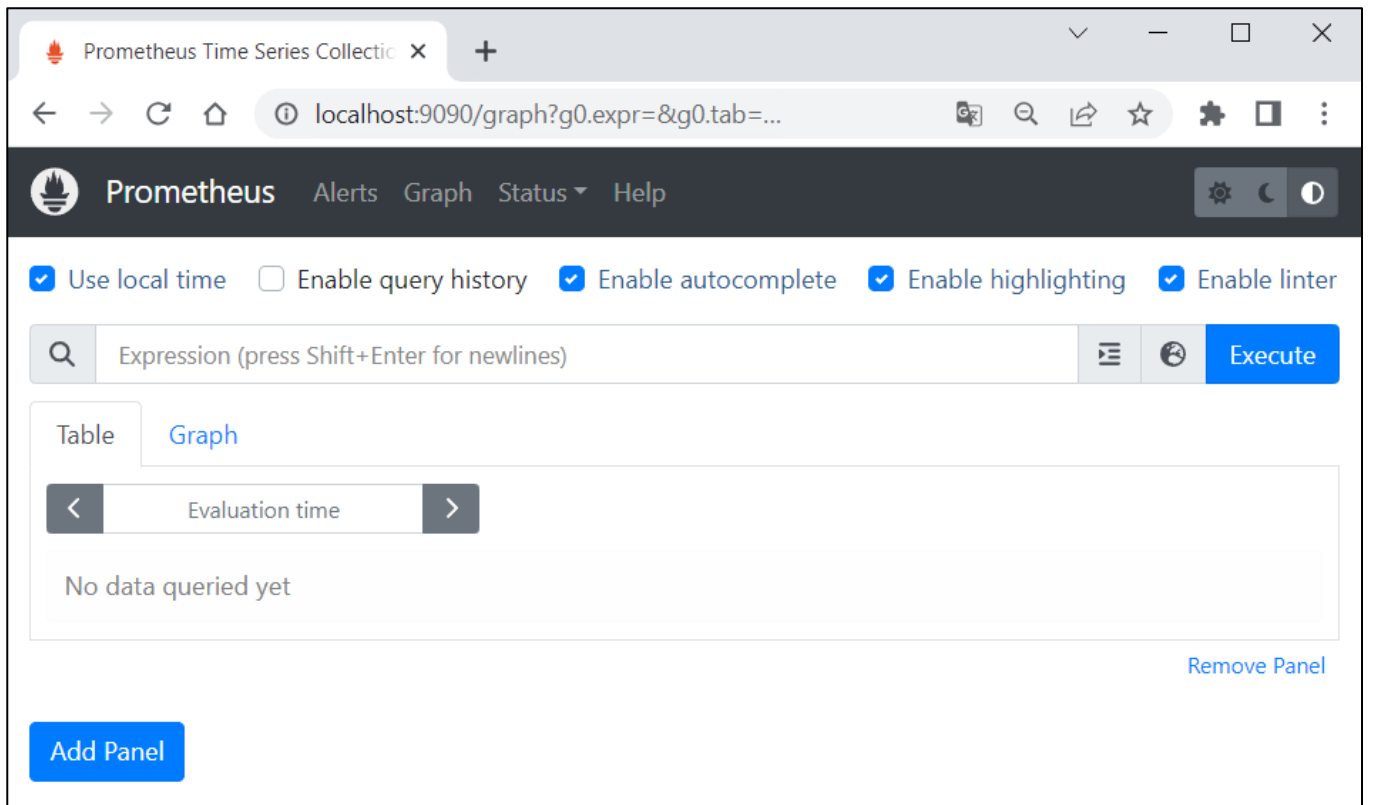 Prometheus Time Series Collectic
localhost:9090/graph?g0.expr=&g0.tab=...
Prometheus Alerts Graph Status Help
Use local time Enable query history Enable autocomplete Enable highlighting Enable linter
Expression (press Shift+Enter for newlines) Execute
Table Graph
Evaluation time
No data queried yet
Remove Panel
Add Panel